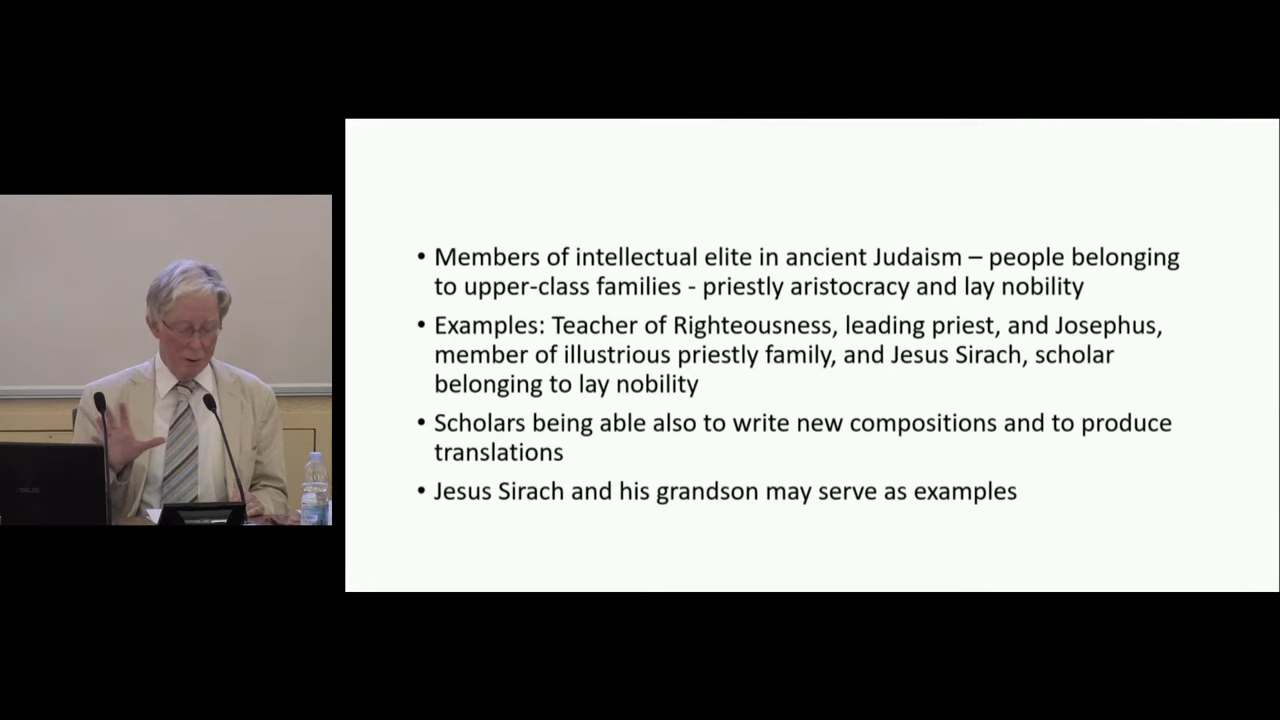 • Members of intellectual elite in ancient Judaism – people belonging
to upper-class families - priestly aristocracy and lay nobility
• Examples: Teacher of Righteousness, leading priest, and Josephus,
member of illustrious priestly family, and Jesus Sirach, scholar
belonging to lay nobility
• Scholars being able also to write new compositions and to produce
translations
• Jesus Sirach and his grandson may serve as examples